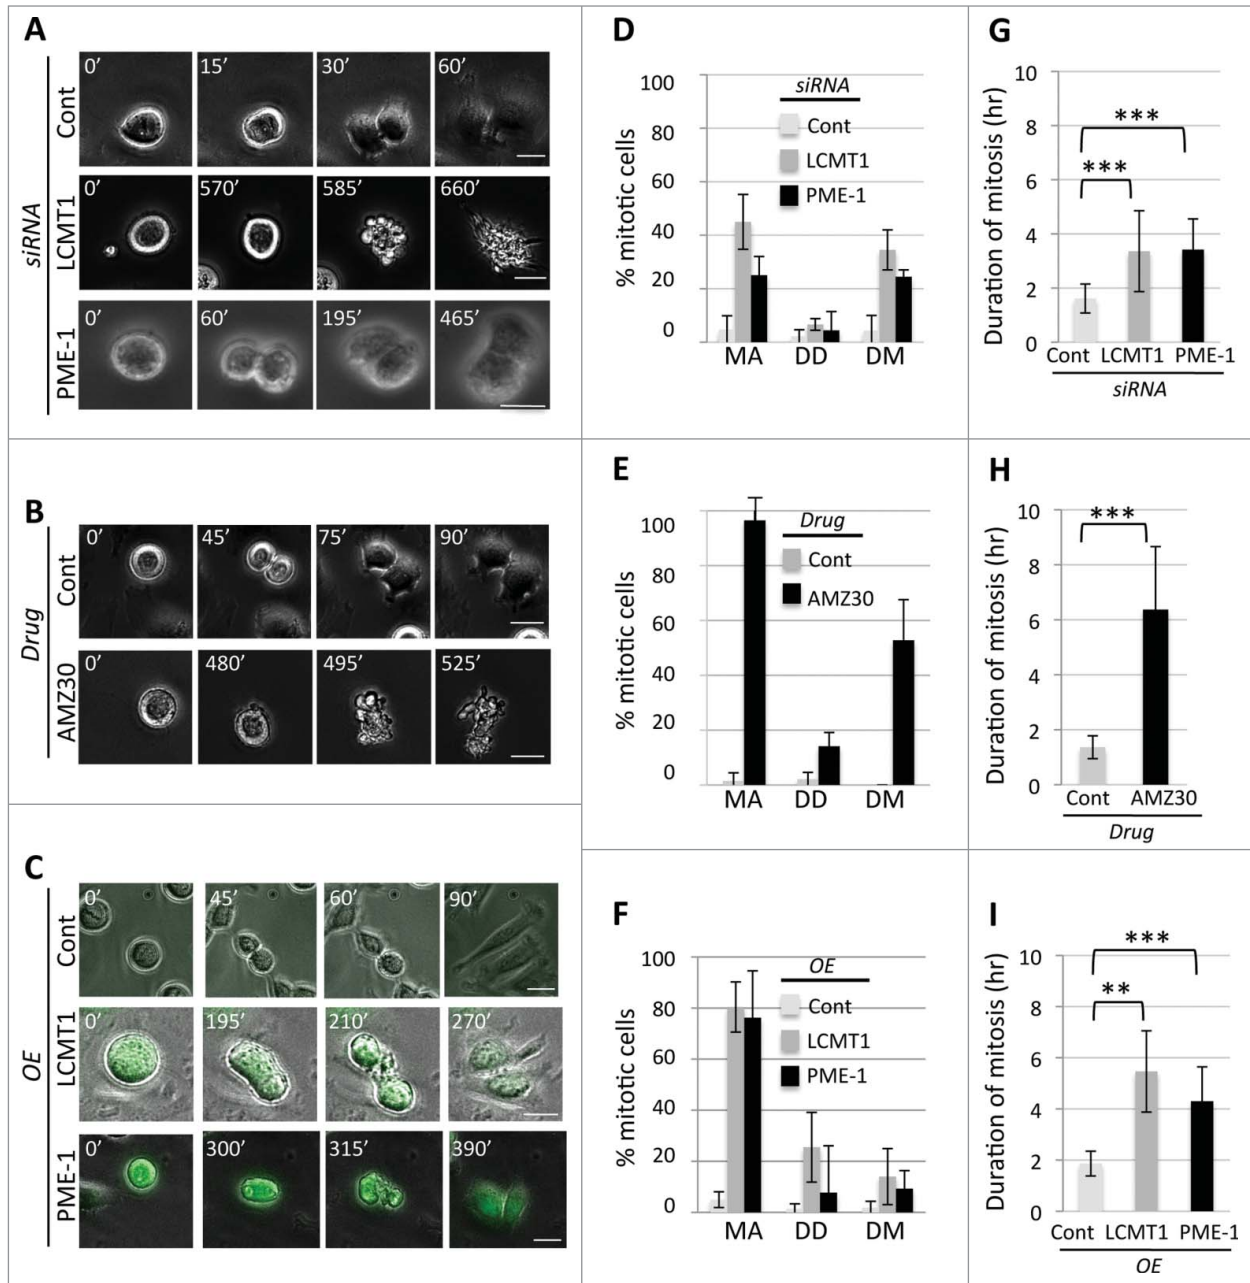 A
siRNA
Cont
0’ 15’ 30’ 60’
LCMT1
0’ 570’ 585’ 660’
PME-1
0’ 60’ 195’ 465’
B
Drug
Cont
0’ 45’ 75’ 90’
AMZ30
0’ 480’ 495’ 525’
C
OE
Cont
0’ 45’ 60’ 90’
LCMT1
0’ 195’ 210’ 270’
PME-1
0’ 300’ 315’ 390’
D
% mitotic cells
100
80
60
40
20
0
siRNA
Cont
LCMT1
PME-1
MA DD DM
E
% mitotic cells
100
80
60
40
20
0
Drug
Cont
AMZ30
MA DD DM
F
% mitotic cells
100
80
60
40
20
0
OE
Cont
LCMT1
PME-1
MA DD DM
G
Duration of mitosis (hr)
10
8
6
4
2
0
***
***
Cont LCMT1 PME-1
siRNA
H
Duration of mitosis (hr)
10
8
6
4
2
0
***
Cont AMZ30
Drug
I
Duration of mitosis (hr)
10
8
6
4
2
0
***
**
Cont LCMT1 PME-1
OE